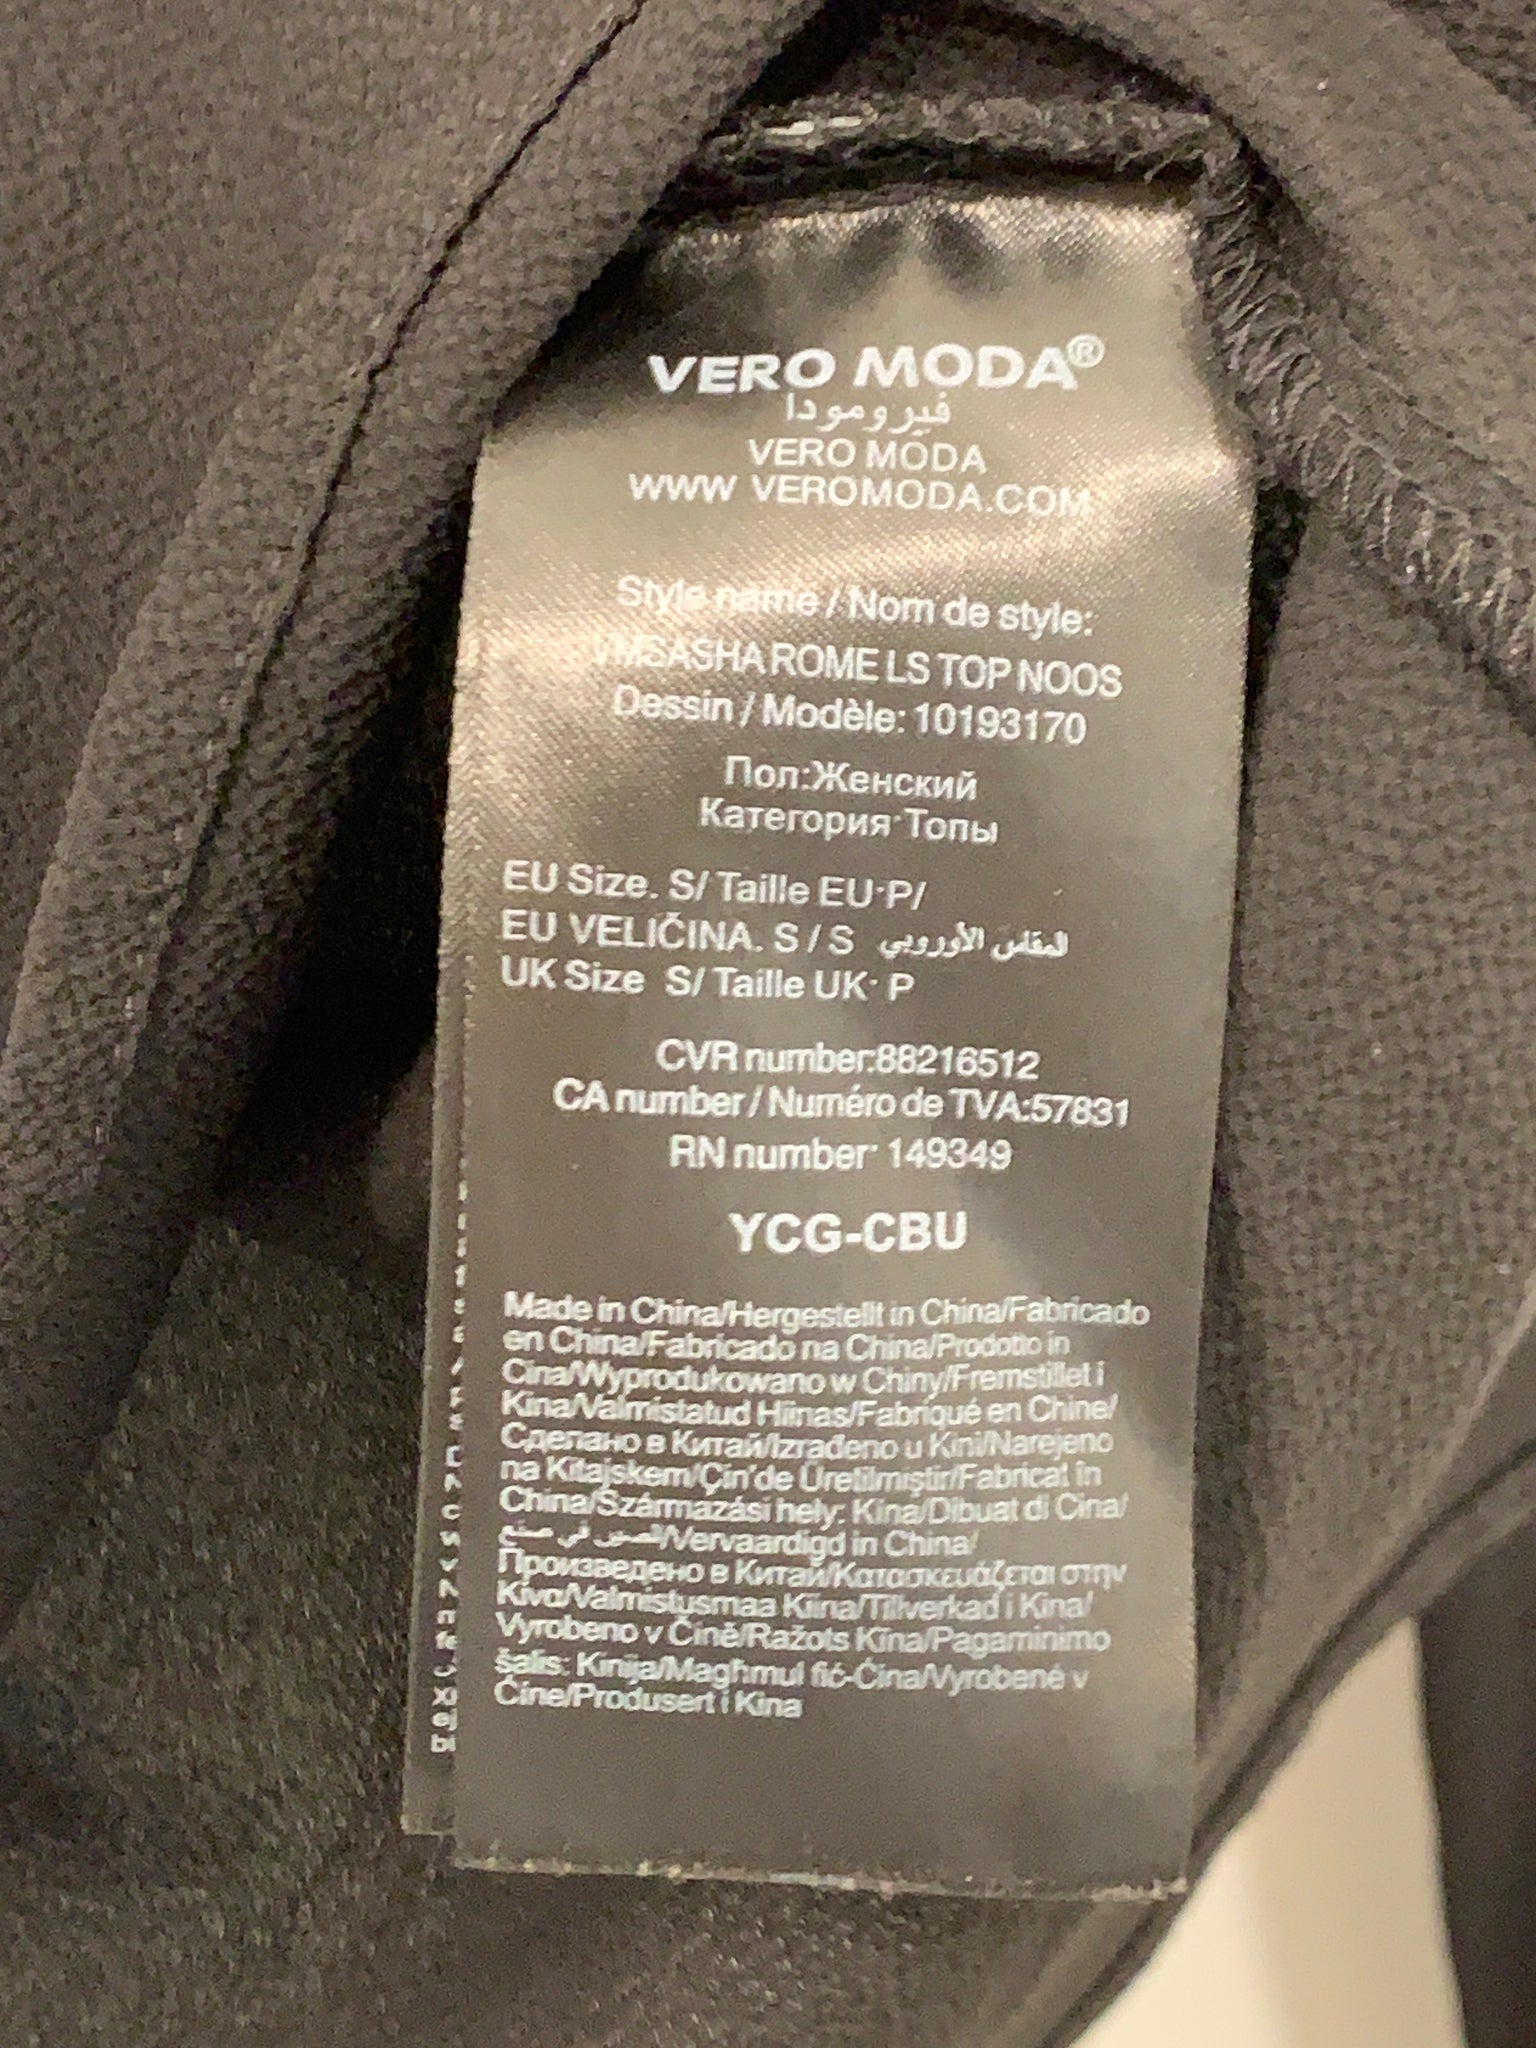 VERO MODA®
فيرومودا
VERO MODA
WWW VEROMODA.COM
Style name / Nom de style:
VMSASHA ROME LS TOP NOOS
Dessin / Modèle: 10193170
Пол:Женский
Категория:Топы
EU Size. S/ Taille EU: P/
EU VELIČINA. S / S المقاس الأوروبي
UK Size S/ Taille UK: P
CVR number:88216512
CA number / Numéro de TVA:57831
RN number: 149349
YCG-CBU
Made in China/Hergestellt in China/Fabricado
en China/Fabricado na China/Prodotto in
Cina/Wyprodukowano w Chiny/Fremstillet i
Kina/Valmistatud Hiinas/Fabriqué en Chine/
Сделано в Китай/Izrađeno u Kini/Narejeno
na Kitajskem/Çin'de Üretilmiştir/Fabricat în
China/Származási hely: Kína/Dibuat di Cina/
صنع في الصين/Vervaardigd in China/
Произведено в Китай/Κατασκευάζεται στην
Κίνα/Valmistusmaa Kiina/Tillverkad i Kina/
Vyrobeno v Číně/Ražots Ķīna/Pagaminimo
šalis: Kinija/Magħmul fiċ-Ċina/Vyrobené v
Číne/Produsert i Kina